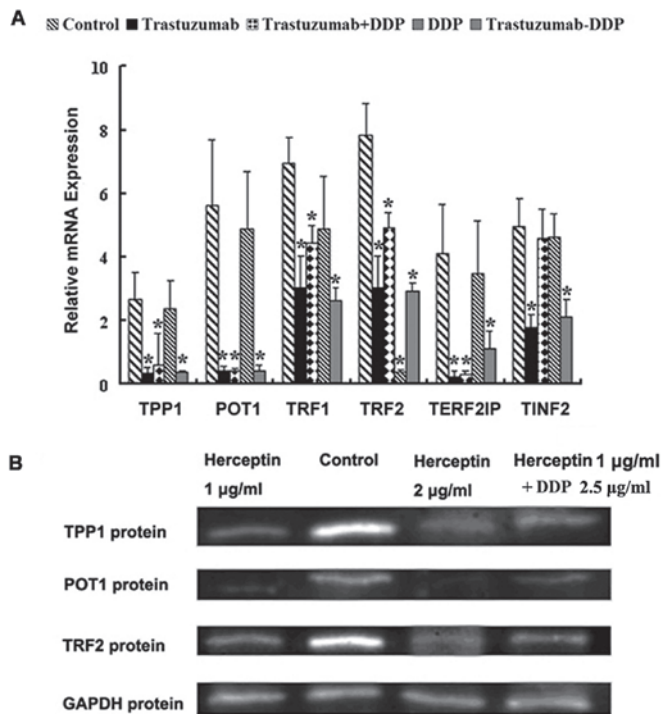 A
Control Trastuzumab Trastuzumab+DDP DDP Trastuzumab-DDP
Relative mRNA Expression
10
8
6
4
2
0
* * * * * * * * * * * * * * * * * *
TPP1 POT1 TRF1 TRF2 TERF2IP TINF2
B
Herceptin Control Herceptin Herceptin 1 µg/ml
1 µg/ml 2 µg/ml + DDP 2.5 µg/ml
TPP1 protein
POT1 protein
TRF2 protein
GAPDH protein